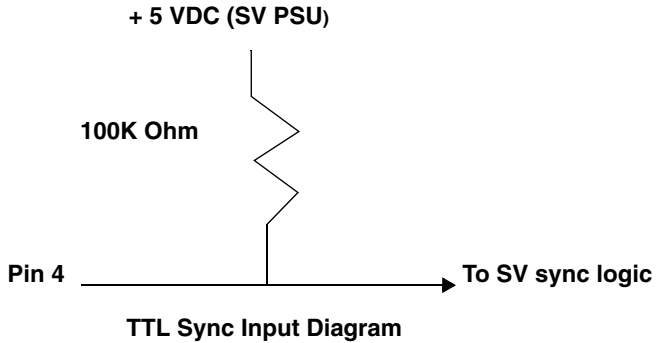 + 5 VDC (SV PSU)
100K Ohm
Pin 4
To SV sync logic
TTL Sync Input Diagram